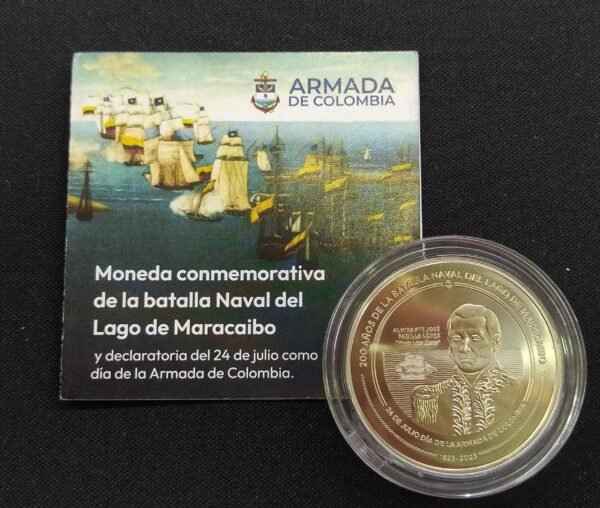 ARMADA
DE COLOMBIA
Moneda conmemorativa
de la batalla Naval del
Lago de Maracaibo
y declaratoria del 24 de julio como
día de la Armada de Colombia.
200 AÑOS DE LA BATALLA NAVAL DEL LAGO DE MARACAIBO
ALMIRANTE JOSÉ
PADILLA LÓPEZ
24 DE JULIO DÍA DE LA ARMADA DE COLOMBIA
1823-2023